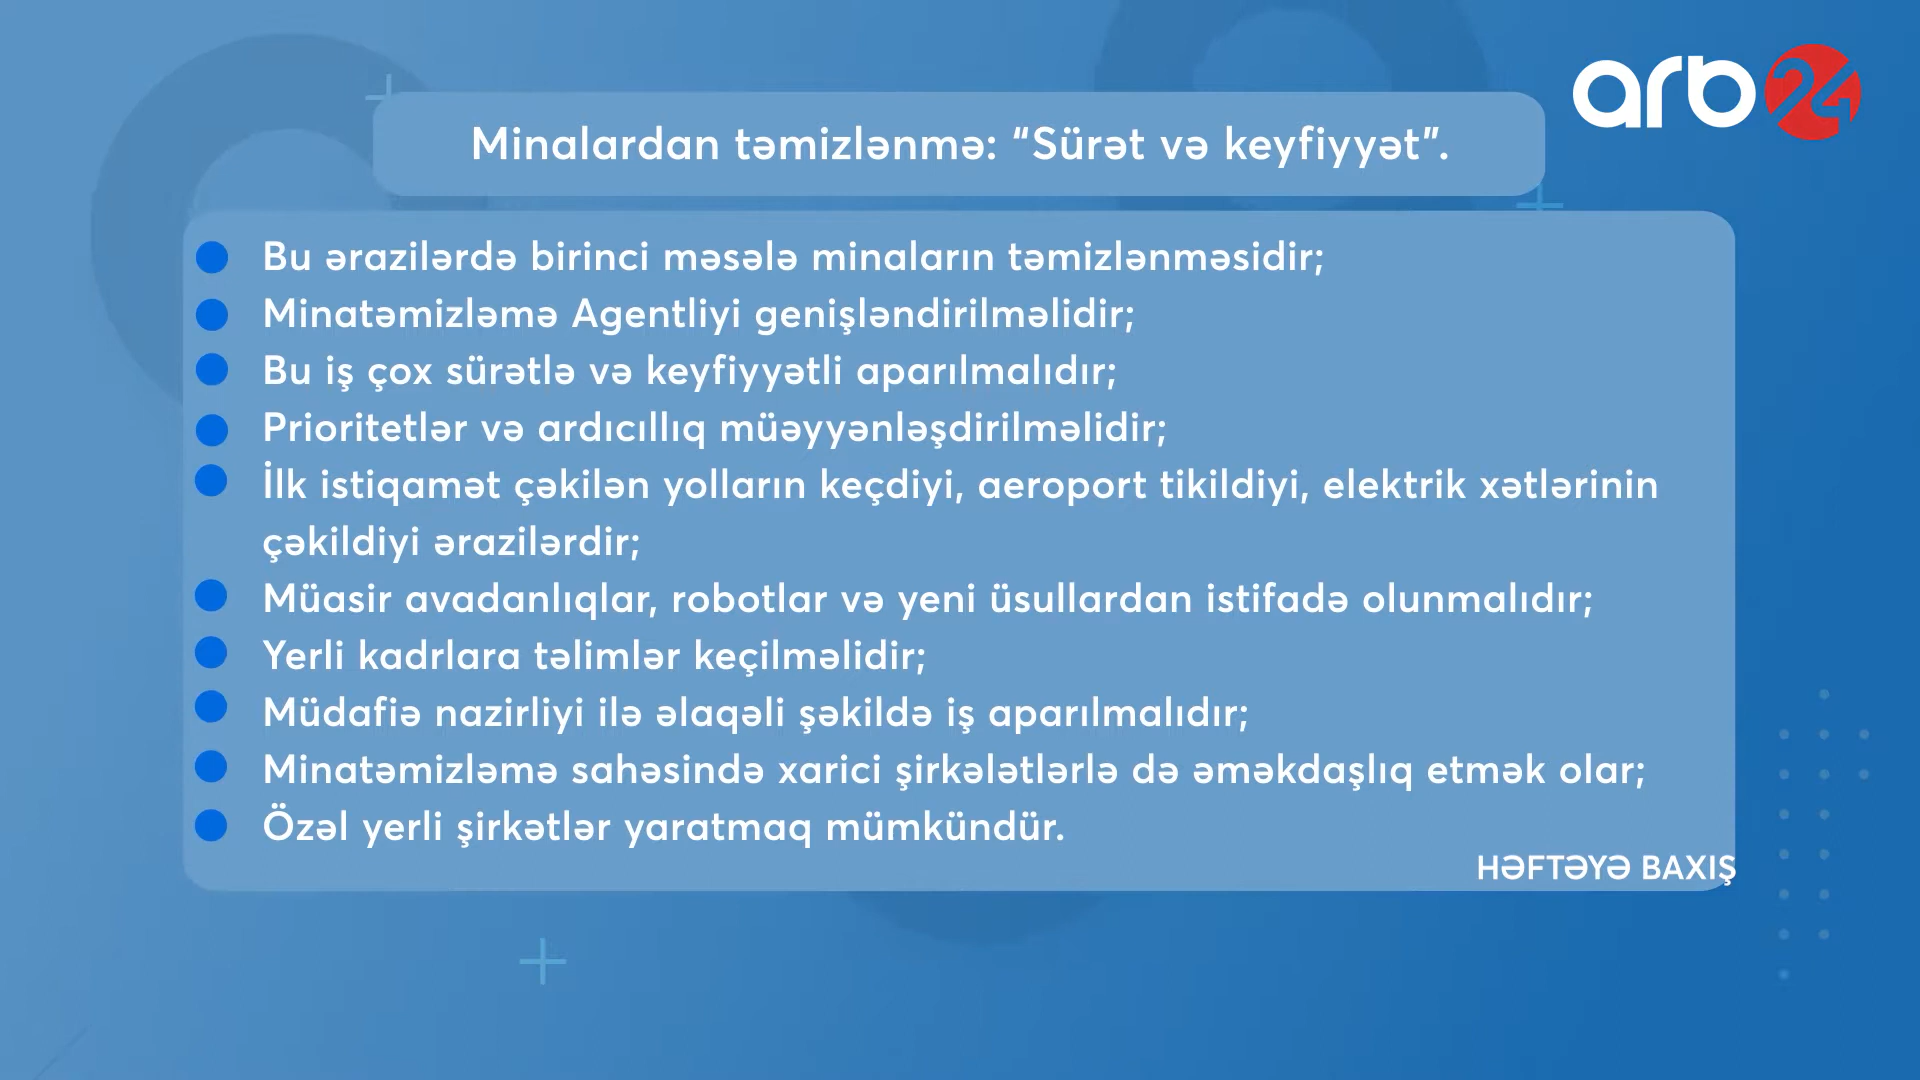 arb 24
Minalardan təmizlənmə: “Sürət və keyfiyyət”.
Bu ərazilərdə birinci məsələ minaların təmizlənməsidir;
Minatəmizləmə Agentliyi genişləndirilməlidir;
Bu iş çox sürətlə və keyfiyyətli aparılmalıdır;
Prioritetlər və ardıcıllıq müəyyənləşdirilməlidir;
İlk istiqamət çəkilən yolların keçdiyi, aeroport tikildiyi, elektrik xətlərinin
çəkildiyi ərazilərdir;
Müasir avadanlıqlar, robotlar və yeni üsullardan istifadə olunmalıdır;
Yerli kadrlara təlimlər keçilməlidir;
Müdafiə nazirliyi ilə əlaqəli şəkildə iş aparılmalıdır;
Minatəmizləmə sahəsində xarici şirkələtlərlə də əməkdaşlıq etmək olar;
Özəl yerli şirkətlər yaratmaq mümkündür.
HƏFTƏYƏ BAXIŞ